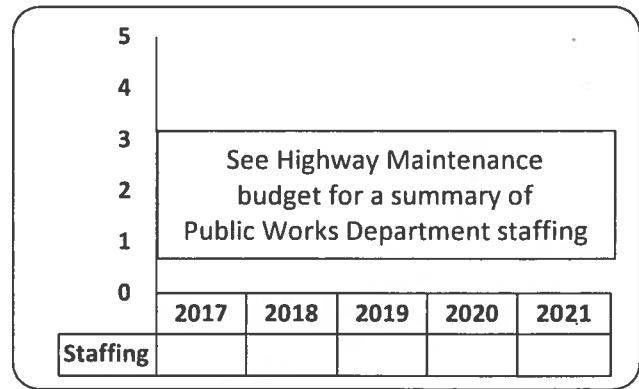 5
4
3
2
1
0
See Highway Maintenance
budget for a summary of
Public Works Department staffing
2017 2018 2019 2020 2021
Staffing